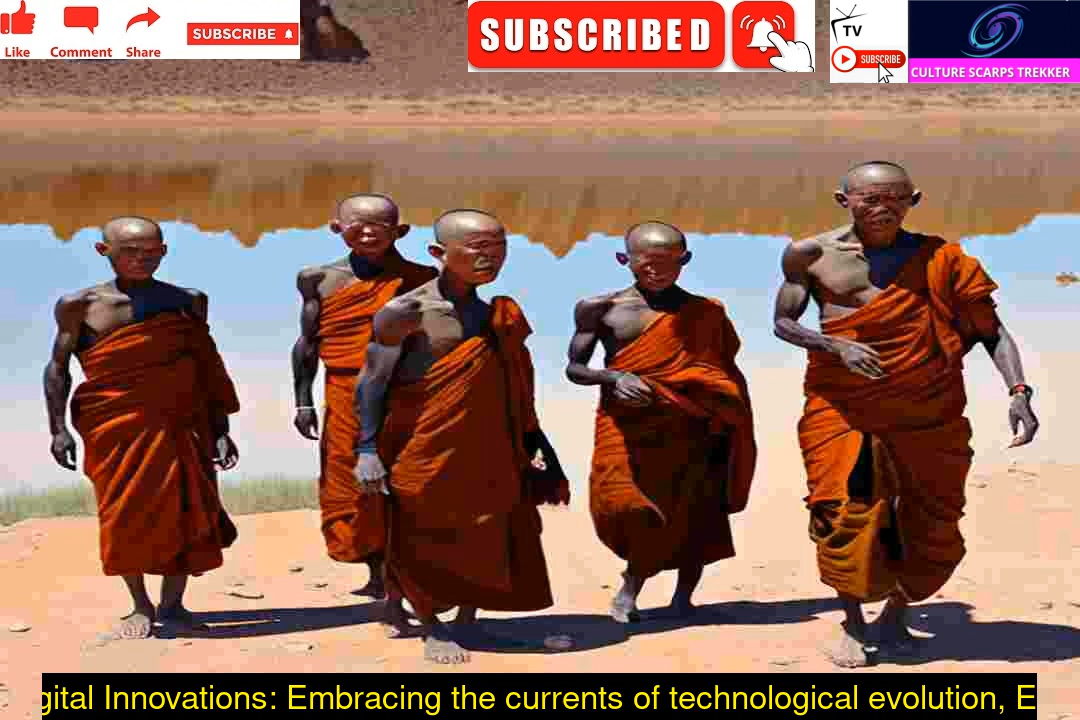 Like Comment Share
SUBSCRIBE
SUBSCRIBED
TV
SUBSCRIBE
CULTURE SCARPS TREKKER
gital Innovations: Embracing the currents of technological evolution, E